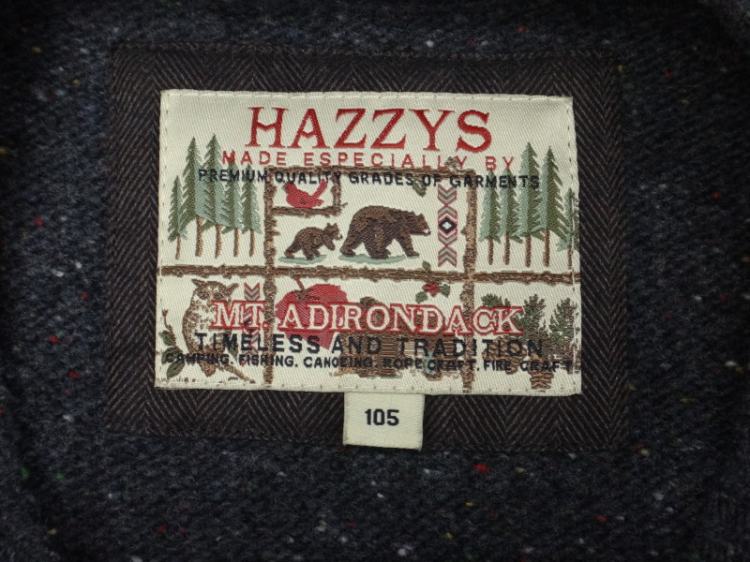 HAZZYS
MADE ESPECIALLY BY
PREMIUM QUALITY GRADES OF GARMENTS
MT. ADIRONDACK
TIMELESS AND TRADITION
CAMPING. FISHING. CANOEING. ROPE CRAFT. FIRE CRAFT
105